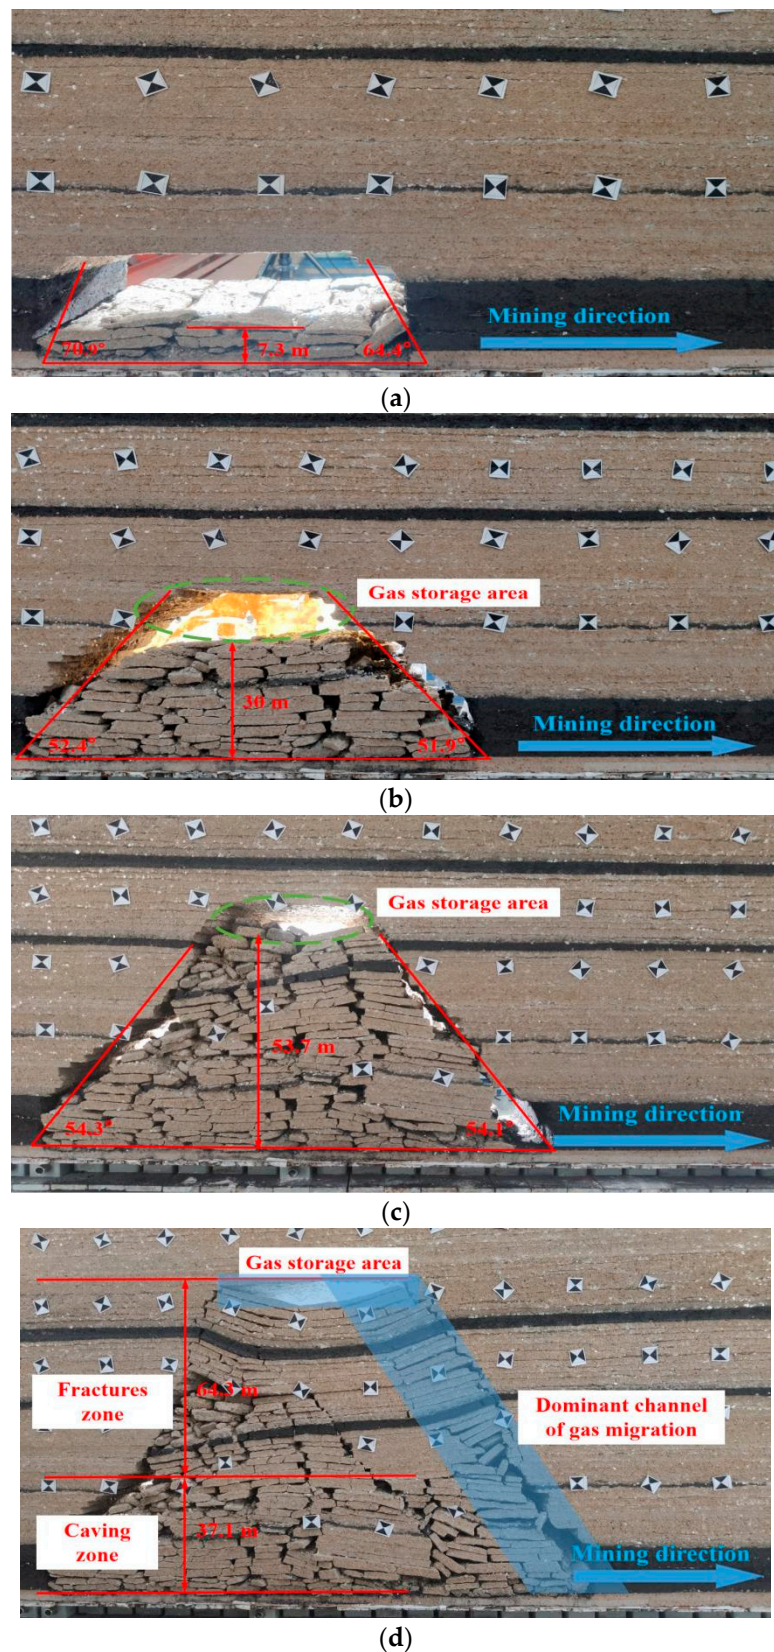 70.9°
7.3 m
64.4°
Mining direction
(a)
Gas storage area
30 m
52.4°
51.9°
Mining direction
(b)
Gas storage area
53.7 m
54.3°
54.1°
Mining direction
(c)
Gas storage area
Fractures
zone
64.3 m
Dominant channel
of gas migration
Caving
zone
37.1 m
Mining direction
(d)